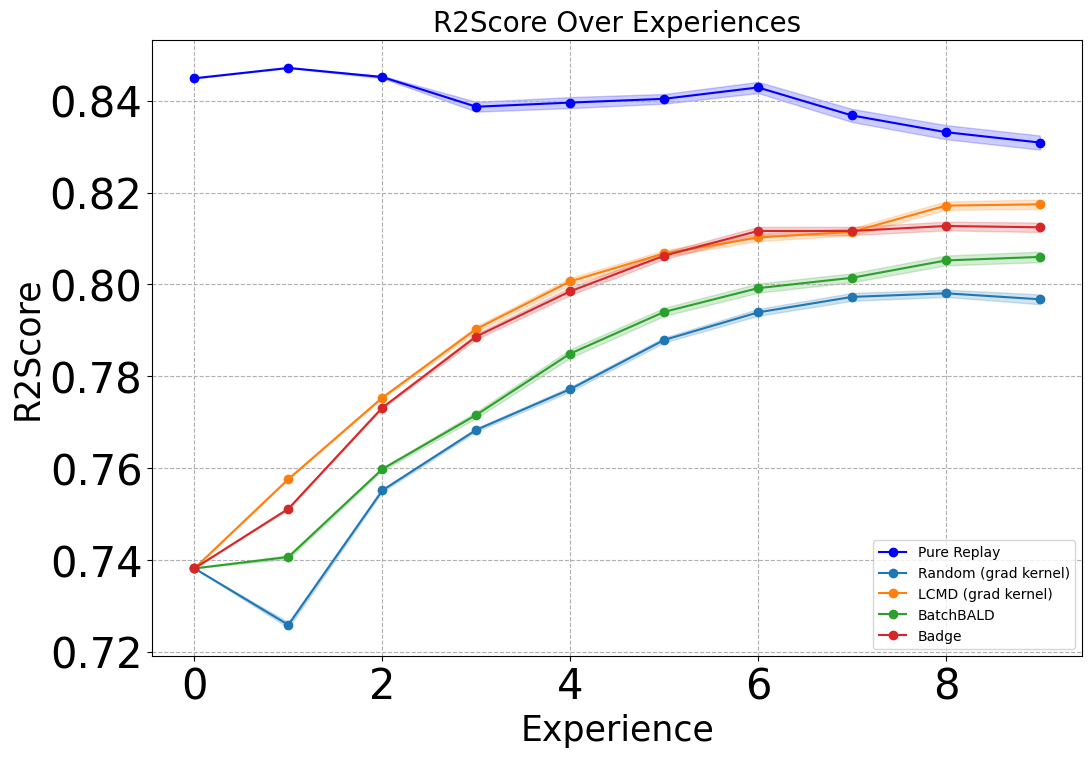 R2Score Over Experiences
0.84
0.82
0.80
0.78
0.76
0.74
0.72
R2Score
0 2 4 6 8
Experience
Pure Replay
Random (grad kernel)
LCMD (grad kernel)
BatchBALD
Badge